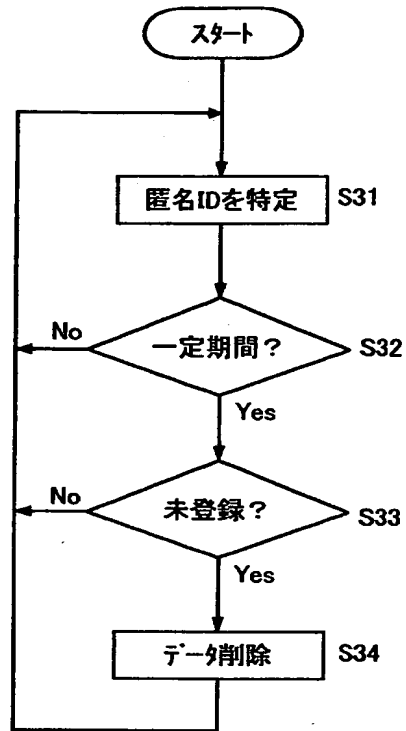 スタート
匿名IDを特定 S31
No 一定期間？ S32
Yes
No 未登録？ S33
Yes
データ削除 S34